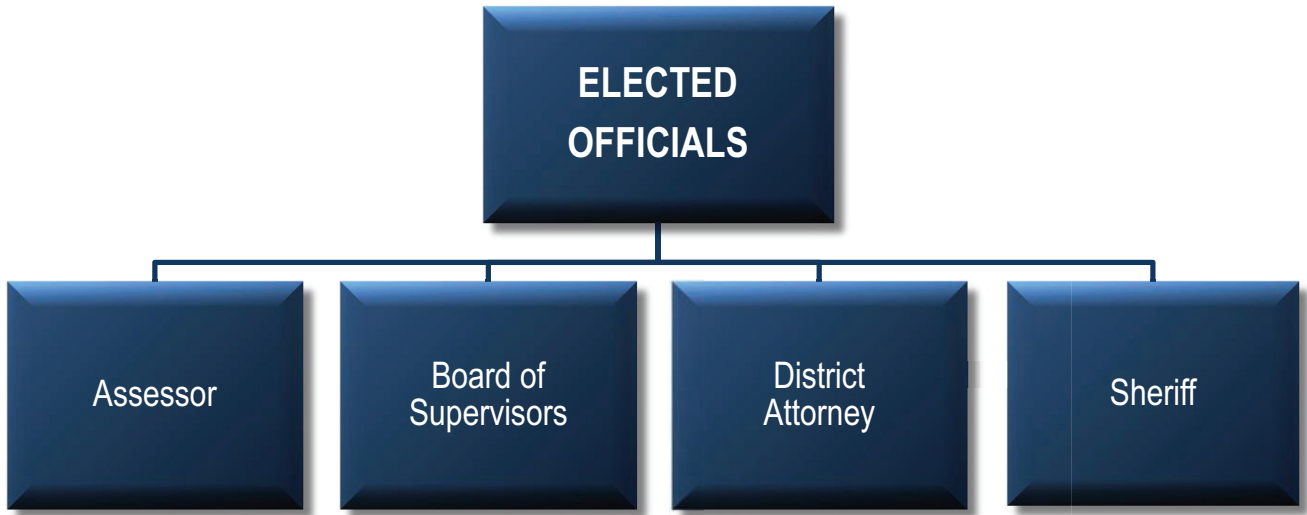 ELECTED
OFFICIALS
Assessor
Board of
Supervisors
District
Attorney
Sheriff